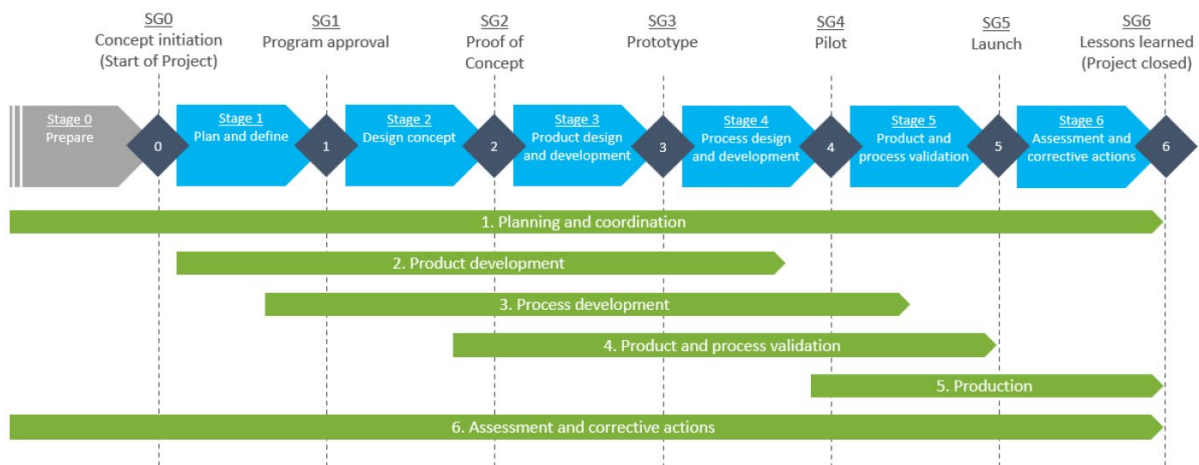 SG0
Concept initiation
(Start of Project)
SG1
Program approval
SG2
Proof of
Concept
SG3
Prototype
SG4
Pilot
SG5
Launch
SG6
Lessons learned
(Project closed)
Stage 0
Prepare
0
Stage 1
Plan and define
1
Stage 2
Design concept
2
Stage 3
Product design
and development
3
Stage 4
Process design
and development
4
Stage 5
Product and
process validation
5
Stage 6
Assessment and
corrective actions
6
1. Planning and coordination
2. Product development
3. Process development
4. Product and process validation
5. Production
6. Assessment and corrective actions